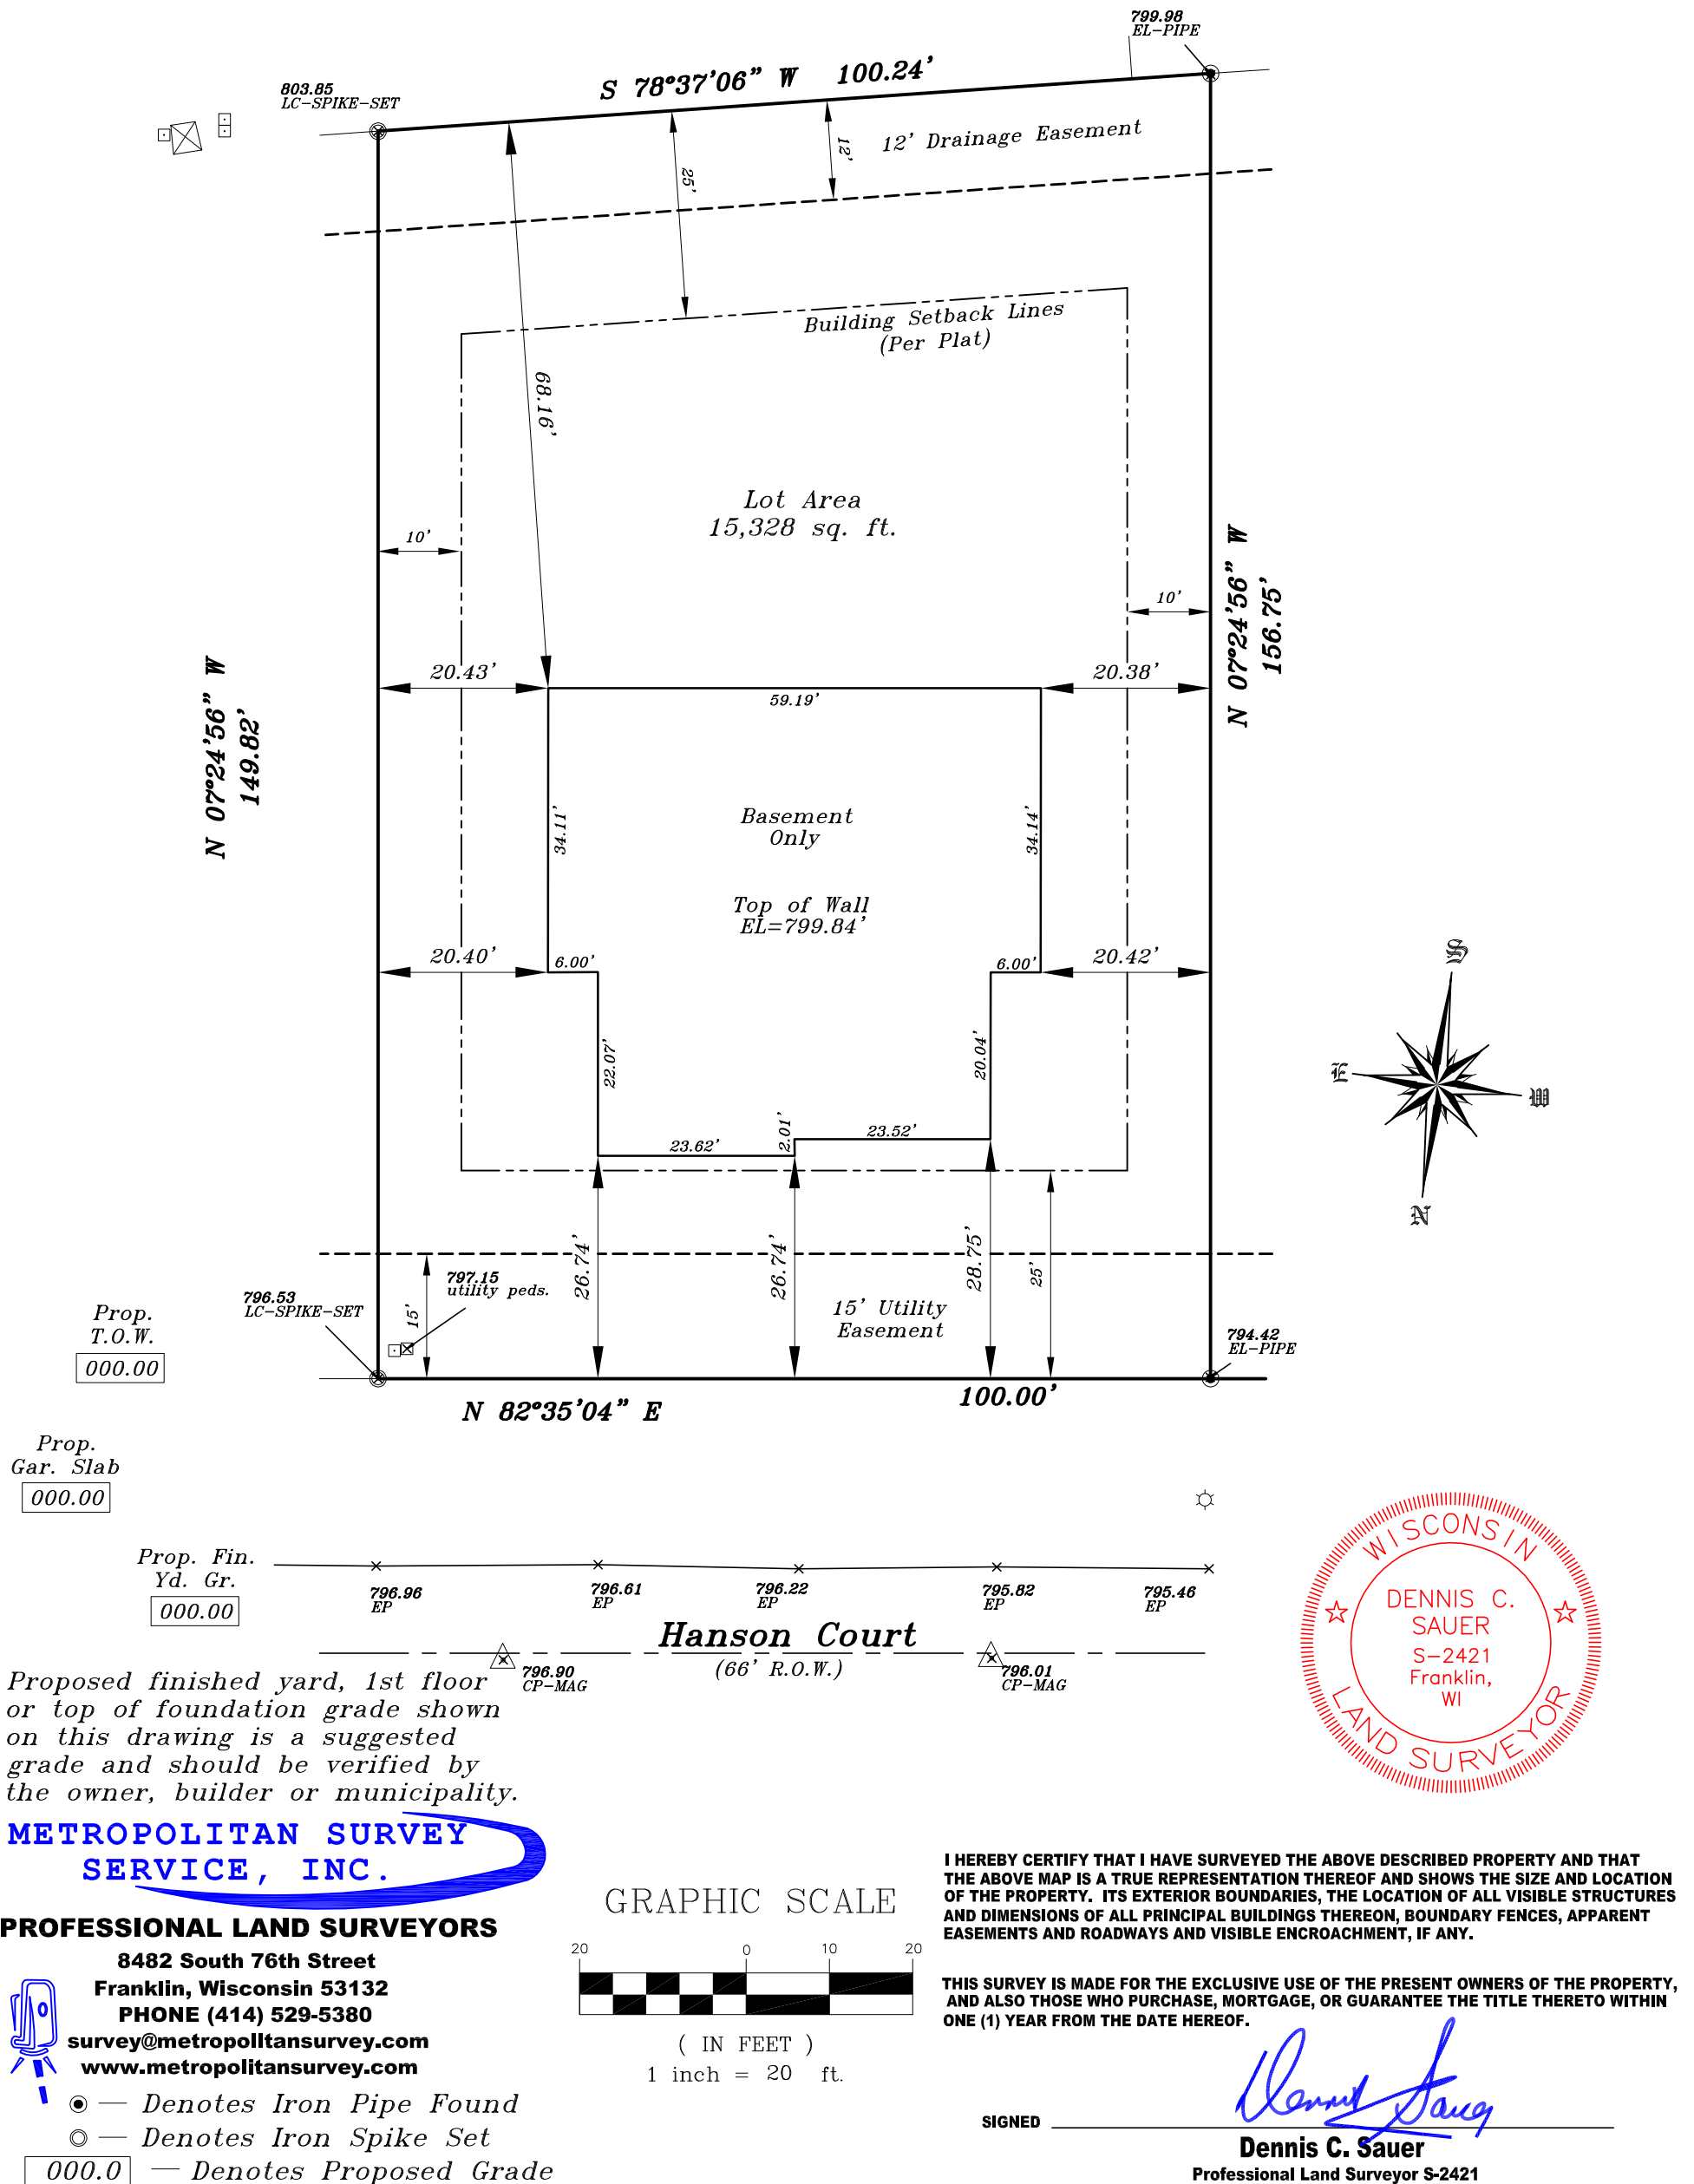 799.98
EL-PIPE
S 78°37'06" W 100.24'
803.85
LC-SPIKE-SET
12' Drainage Easement
12'
25'
Building Setback Lines
(Per Plat)
68.16'
Lot Area
15,328 sq. ft.
10'
10'
N 07°24'56" W
156.75'
N 07°24'56" W
149.82'
20.43'
20.38'
59.19'
34.11'
34.14'
Basement
Only
Top of Wall
EL=799.84'
20.40'
6.00'
6.00'
20.42'
S
E
W
N
22.07'
20.04'
2.01'
23.62'
23.52'
26.74'
26.74'
28.75'
25'
797.15
utility peds.
15'
796.53
LC-SPIKE-SET
15' Utility
Easement
794.42
EL-PIPE
Prop.
T.O.W.
000.00
N 82°35'04" E
100.00'
Prop.
Gar. Slab
000.00
Prop. Fin.
Yd. Gr.
000.00
796.96
EP
796.61
EP
796.22
EP
795.82
EP
795.46
EP
Hanson Court
(66' R.O.W.)
796.90
CP-MAG
796.01
CP-MAG
WISCONSIN
DENNIS C.
SAUER
S-2421
Franklin,
WI
LAND SURVEYOR
Proposed finished yard, 1st floor
or top of foundation grade shown
on this drawing is a suggested
grade and should be verified by
the owner, builder or municipality.
METROPOLITAN SURVEY
SERVICE, INC.
PROFESSIONAL LAND SURVEYORS
8482 South 76th Street
Franklin, Wisconsin 53132
PHONE (414) 529-5380
survey@metropolitansurvey.com
www.metropolitansurvey.com
— Denotes Iron Pipe Found
— Denotes Iron Spike Set
000.0 — Denotes Proposed Grade
GRAPHIC SCALE
20 0 10 20
( IN FEET )
1 inch = 20 ft.
I HEREBY CERTIFY THAT I HAVE SURVEYED THE ABOVE DESCRIBED PROPERTY AND THAT
THE ABOVE MAP IS A TRUE REPRESENTATION THEREOF AND SHOWS THE SIZE AND LOCATION
OF THE PROPERTY. ITS EXTERIOR BOUNDARIES, THE LOCATION OF ALL VISIBLE STRUCTURES
AND DIMENSIONS OF ALL PRINCIPAL BUILDINGS THEREON, BOUNDARY FENCES, APPARENT
EASEMENTS AND ROADWAYS AND VISIBLE ENCROACHMENT, IF ANY.
THIS SURVEY IS MADE FOR THE EXCLUSIVE USE OF THE PRESENT OWNERS OF THE PROPERTY,
AND ALSO THOSE WHO PURCHASE, MORTGAGE, OR GUARANTEE THE TITLE THERETO WITHIN
ONE (1) YEAR FROM THE DATE HEREOF.
Dennis Sauer
SIGNED
Dennis C. Sauer
Professional Land Surveyor S-2421